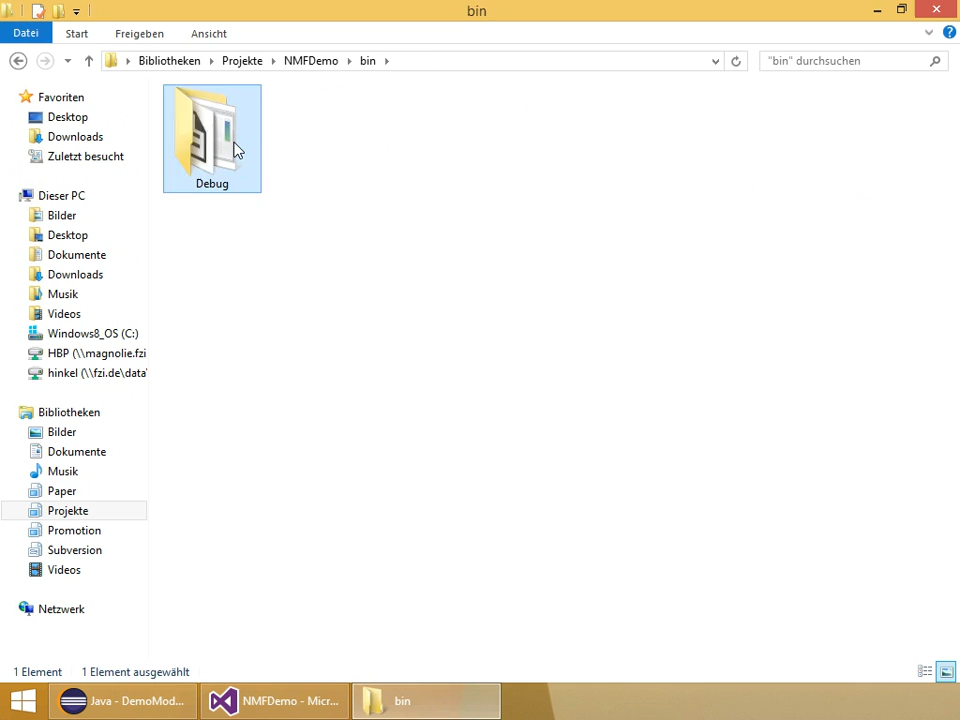 bin
Datei Start Freigeben Ansicht
Bibliotheken Projekte NMFDemo bin "bin" durchsuchen
Favoriten
Desktop
Downloads
Zuletzt besucht
Dieser PC
Bilder
Desktop
Dokumente
Downloads
Musik
Videos
Windows8_OS (C:)
HBP (\\magnolie.fzi
hinkel (\\fzi.de\data
Bibliotheken
Bilder
Dokumente
Musik
Paper
Projekte
Promotion
Subversion
Videos
Netzwerk
Debug
1 Element 1 Element ausgewählt
Java - DemoMod... NMFDemo - Micr... bin